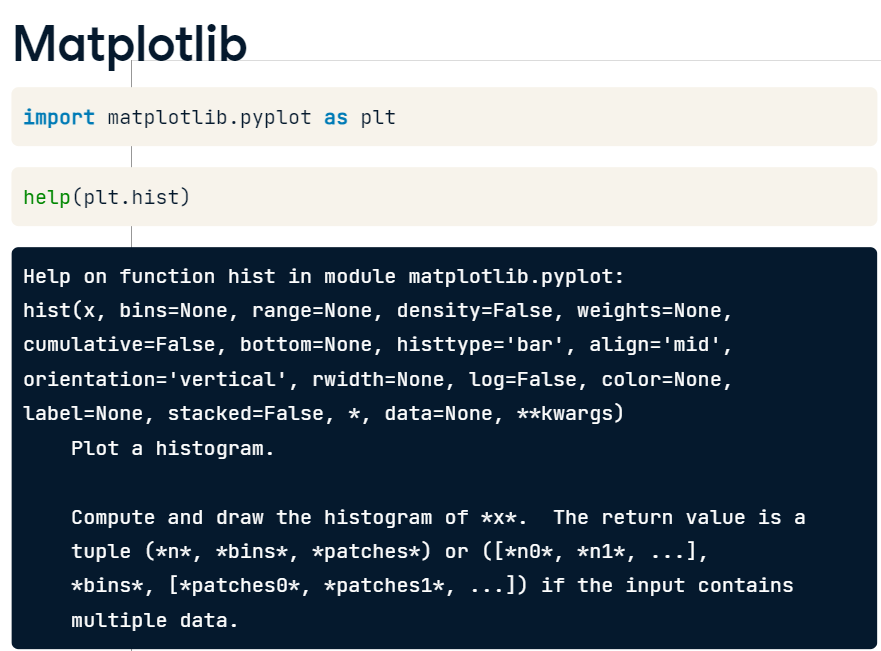 Matplotlib
import matplotlib.pyplot as plt
help(plt.hist)
Help on function hist in module matplotlib.pyplot:
hist(x, bins=None, range=None, density=False, weights=None,
cumulative=False, bottom=None, histtype='bar', align='mid',
orientation='vertical', rwidth=None, log=False, color=None,
label=None, stacked=False, *, data=None, **kwargs)
    Plot a histogram.

    Compute and draw the histogram of *x*.  The return value is a
    tuple (*n*, *bins*, *patches*) or ([*n0*, *n1*, ...],
    *bins*, [*patches0*, *patches1*, ...]) if the input contains
    multiple data.